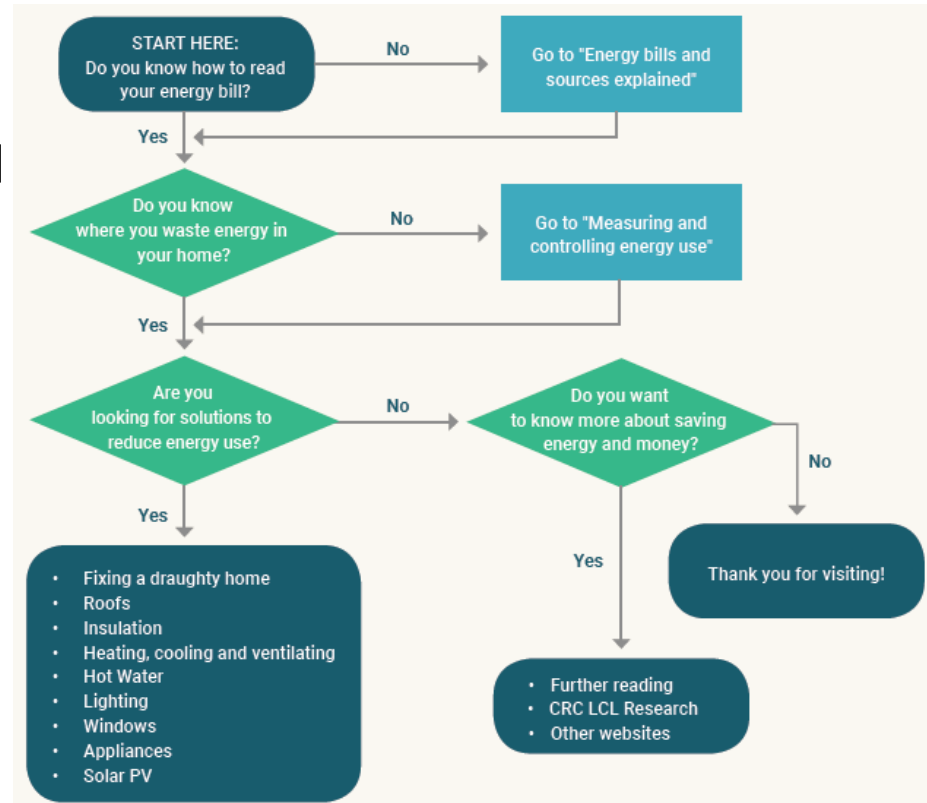 START HERE:
Do you know how to read
your energy bill?
No
Go to "Energy bills and
sources explained"
Yes
Do you know
where you waste energy in
your home?
No
Go to "Measuring and
controlling energy use"
Yes
Are you
looking for solutions to
reduce energy use?
No
Do you want
to know more about saving
energy and money?
No
Yes
• Fixing a draughty home
• Roofs
• Insulation
• Heating, cooling and ventilating
• Hot Water
• Lighting
• Windows
• Appliances
• Solar PV
Yes
Thank you for visiting!
• Further reading
• CRC LCL Research
• Other websites